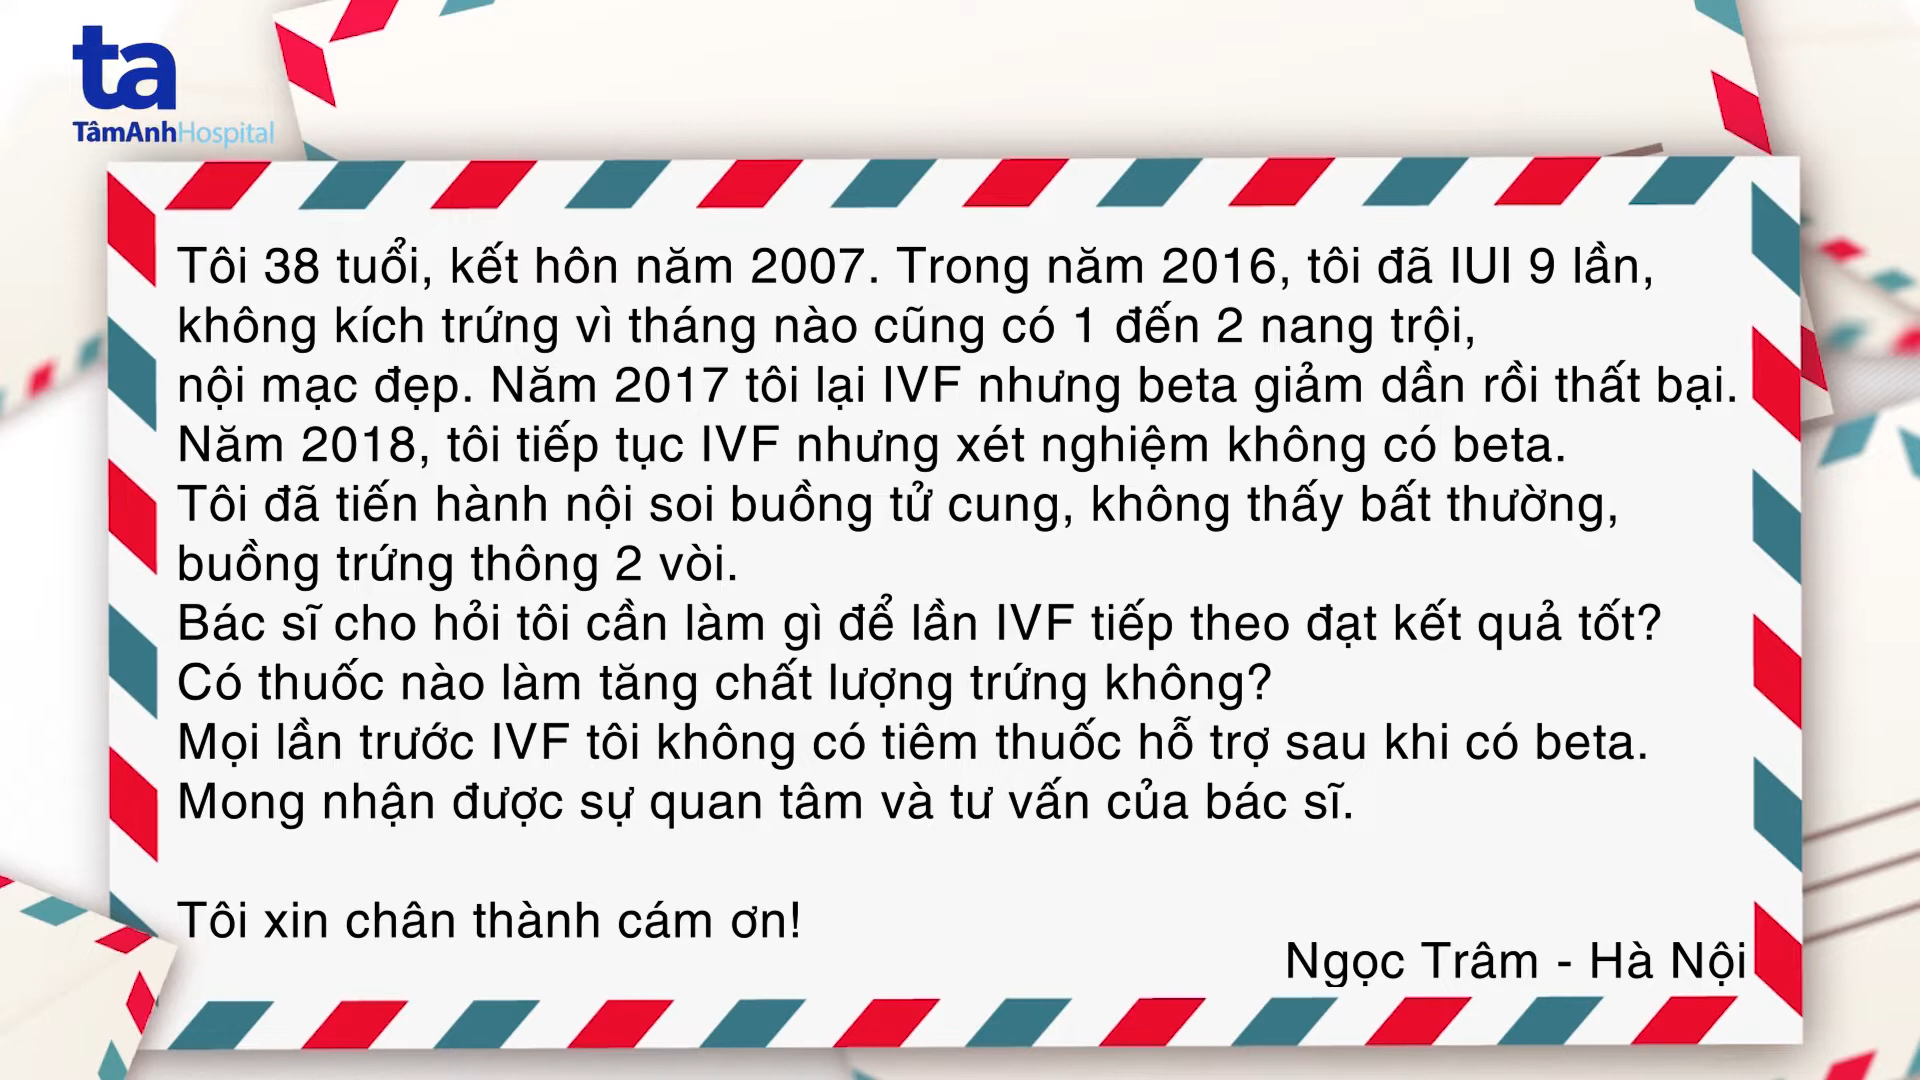 ta
TâmAnhHospital
Tôi 38 tuổi, kết hôn năm 2007. Trong năm 2016, tôi đã IUI 9 lần,
không kích trứng vì tháng nào cũng có 1 đến 2 nang trội,
nội mạc đẹp. Năm 2017 tôi lại IVF nhưng beta giảm dần rồi thất bại.
Năm 2018, tôi tiếp tục IVF nhưng xét nghiệm không có beta.
Tôi đã tiến hành nội soi buồng tử cung, không thấy bất thường,
buồng trứng thông 2 vòi.
Bác sĩ cho hỏi tôi cần làm gì để lần IVF tiếp theo đạt kết quả tốt?
Có thuốc nào làm tăng chất lượng trứng không?
Mọi lần trước IVF tôi không có tiêm thuốc hỗ trợ sau khi có beta.
Mong nhận được sự quan tâm và tư vấn của bác sĩ.
Tôi xin chân thành cám ơn!
Ngọc Trâm - Hà Nội